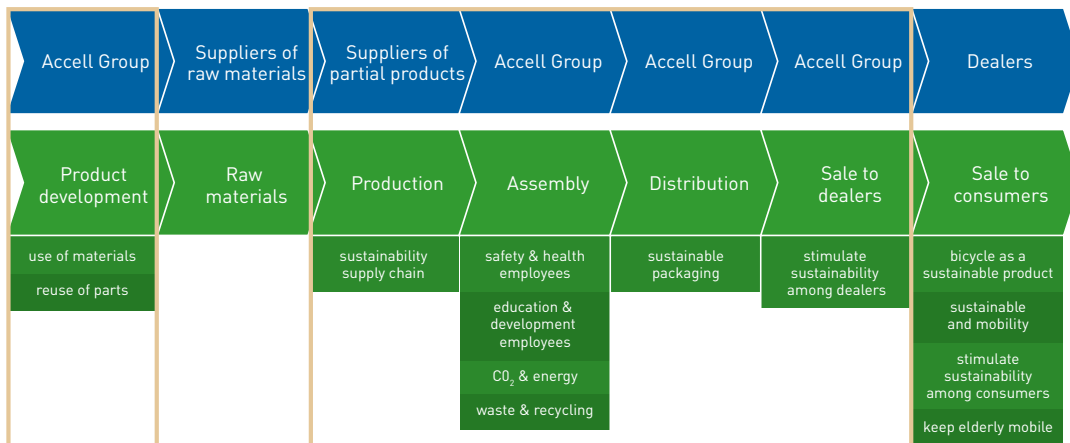 Accell Group
Suppliers of
raw materials
Suppliers of
partial products
Accell Group
Accell Group
Accell Group
Dealers
Product
development
Raw
materials
Production
Assembly
Distribution
Sale to
dealers
Sale to
consumers
use of materials
reuse of parts
sustainability
supply chain
safety & health
employees
education &
development
employees
CO₂ & energy
waste & recycling
sustainable
packaging
stimulate
sustainability
among dealers
bicycle as a
sustainable product
sustainable
and mobility
stimulate
sustainability
among consumers
keep elderly mobile